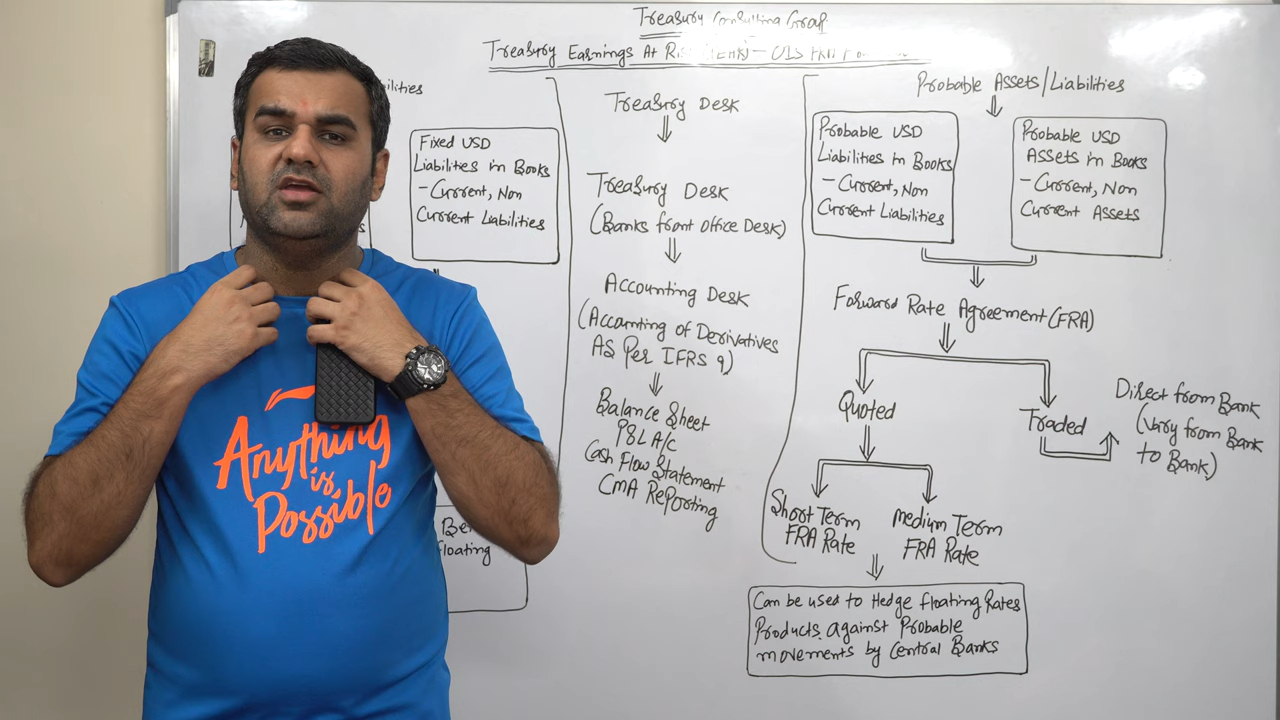 Treasury Consulting Group
Treasury Earnings At Risk
Probable Assets/Liabilities
Fixed USD
Liabilities in Books
- Current, Non
Current Liabilities
Treasury Desk
Treasury Desk
(Banks front office Desk)
Accounting Desk
(Accounting of Derivatives
As Per IFRS 9)
Balance Sheet
P&L A/C
Cash Flow Statement
CMA Reporting
Floating
Probable USD
Liabilities in Books
- Current, Non
Current Liabilities
Probable USD
Assets in Books
- Current, Non
Current Assets
Forward Rate Agreement (FRA)
Quoted
Traded
Direct from Bank
(Vary from Bank
to Bank)
Short Term
FRA Rate
Medium Term
FRA Rate
Can be used to Hedge floating Rates
Products against Probable
movements by Central Banks
Anything
is
Possible